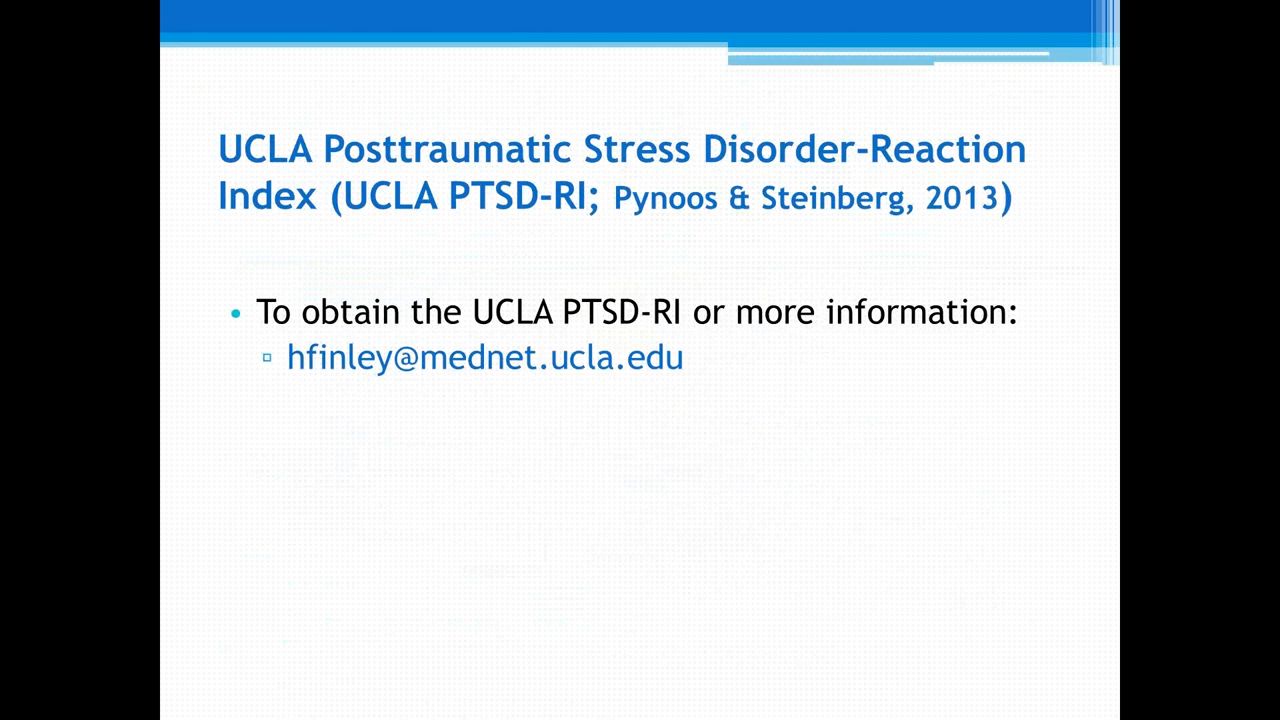 UCLA Posttraumatic Stress Disorder-Reaction
Index (UCLA PTSD-RI; Pynoos & Steinberg, 2013)
• To obtain the UCLA PTSD-RI or more information:
▫ hfinley@mednet.ucla.edu